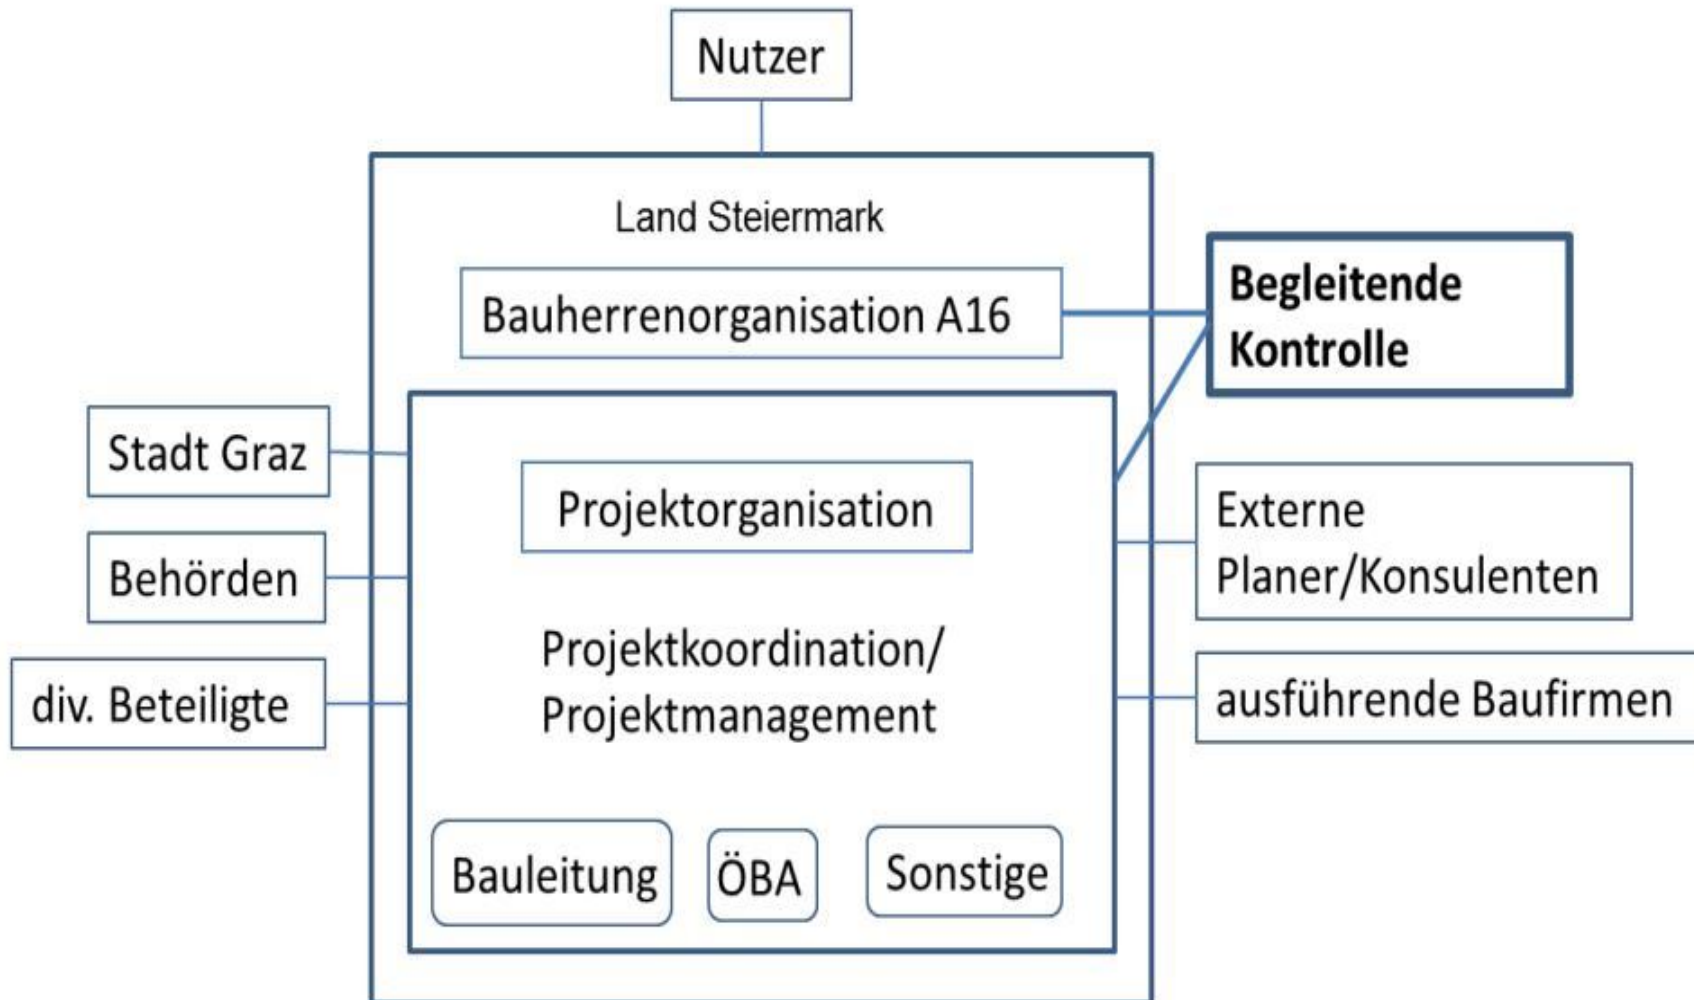 Nutzer
Land Steiermark
Bauherrenorganisation A16
Begleitende
Kontrolle
Stadt Graz
Behörden
div. Beteiligte
Projektorganisation
Projektkoordination/
Projektmanagement
Externe
Planer/Konsulenten
ausführende Baufirmen
Bauleitung
ÖBA
Sonstige